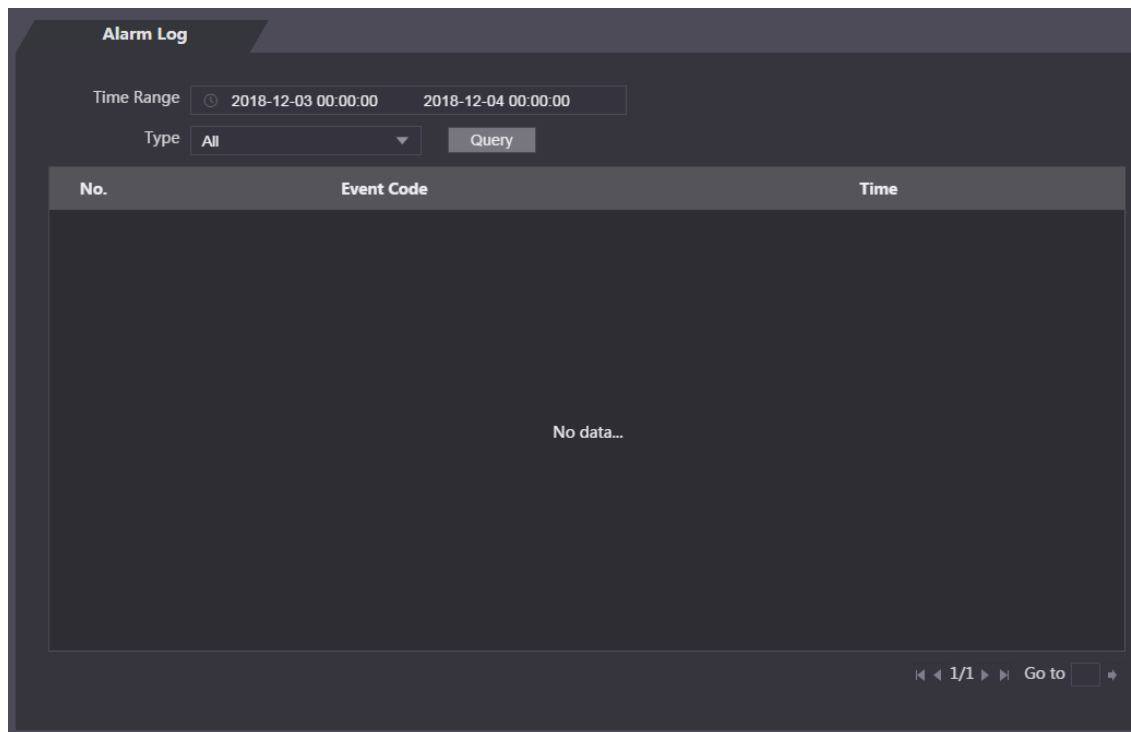 Alarm Log
Time Range 2018-12-03 00:00:00 2018-12-04 00:00:00
Type All Query
No. Event Code Time
No data...
1/1 Go to